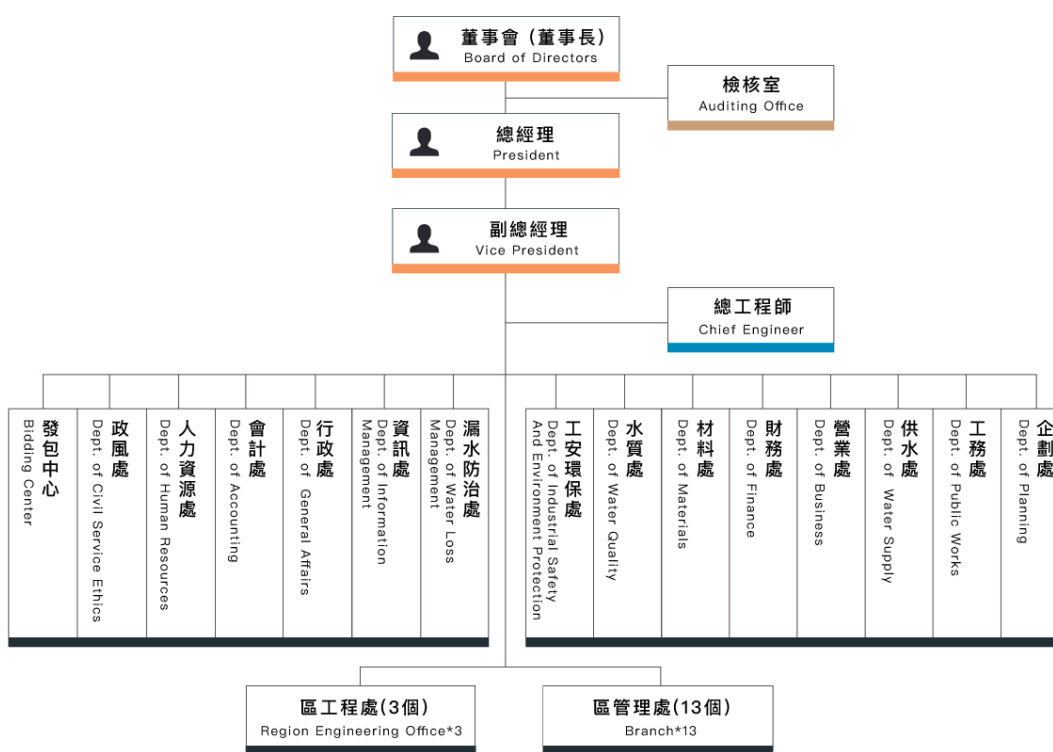 董事會 (董事長)
Board of Directors
檢核室
Auditing Office
總經理
President
副總經理
Vice President
總工程師
Chief Engineer
發包中心
Bidding Center
政風處
Dept. of Civil Service Ethics
人力資源處
Dept. of Human Resources
會計處
Dept. of Accounting
行政處
Dept. of General Affairs
資訊處
Dept. of Information
Management
漏水防治處
Dept. of Water Loss
Management
工安環保處
Dept. of Industrial Safety
And Environment Protection
水質處
Dept. of Water Quality
材料處
Dept. of Materials
財務處
Dept. of Finance
營業處
Dept. of Business
供水處
Dept. of Water Supply
工務處
Dept. of Public Works
企劃處
Dept. of Planning
區工程處(3個)
Region Engineering Office*3
區管理處(13個)
Branch*13